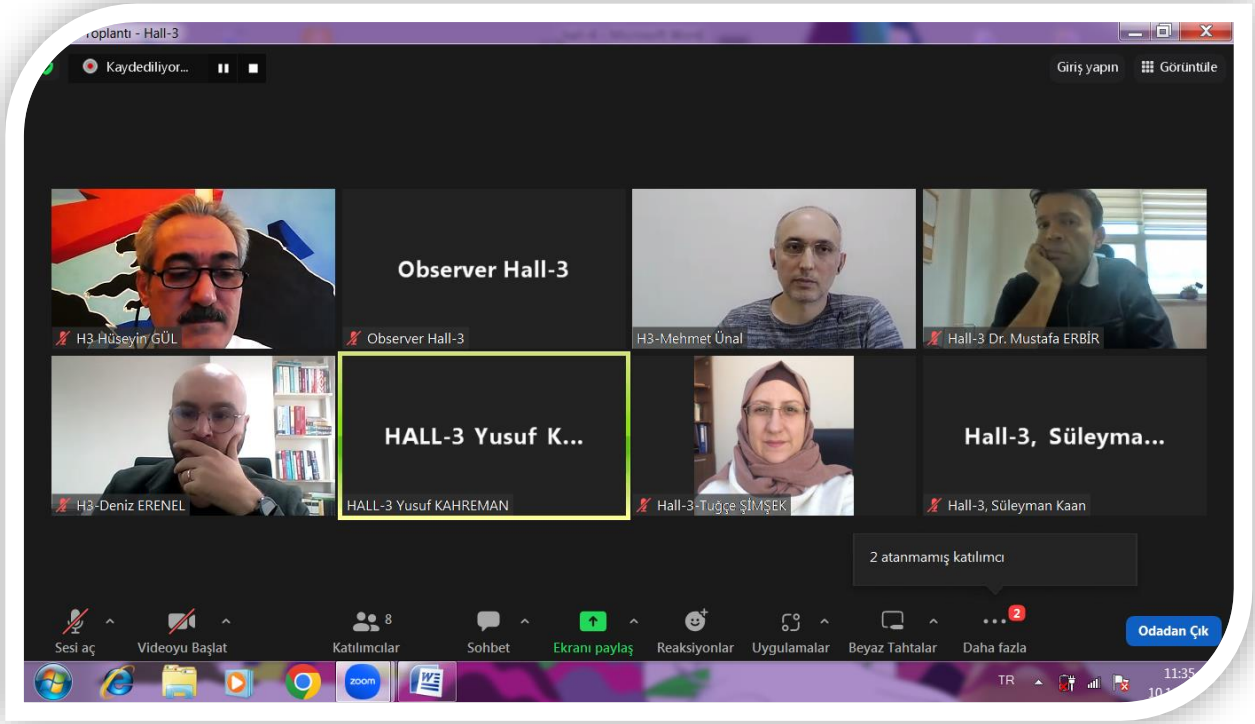 Toplantı - Hall-3
Kaydediliyor...
Giriş yapın
Görüntüle
H3 Hüseyin GÜL
Observer Hall-3
Observer Hall-3
H3-Mehmet Ünal
Hall-3 Dr. Mustafa ERBİR
H3-Deniz ERENEL
HALL-3 Yusuf K...
HALL-3 Yusuf KAHREMAN
Hall-3-Tuğçe ŞİMŞEK
Hall-3, Süleyma...
Hall-3, Süleyman Kaan
2 atanmamış katılımcı
Sesi aç
Videoyu Başlat
8
Katılımcılar
Sohbet
Ekranı paylaş
Reaksiyonlar
Uygulamalar
Beyaz Tahtalar
2
Daha fazla
Odadan Çık
zoom
W
TR
11:35